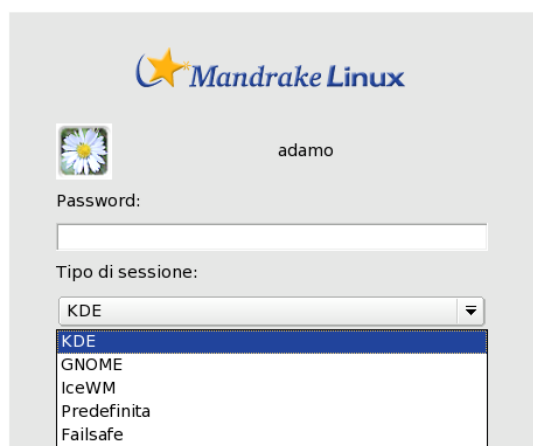 Mandrake Linux
adamo
Password:
Tipo di sessione:
KDE
KDE
GNOME
IceWM
Predefinita
Failsafe